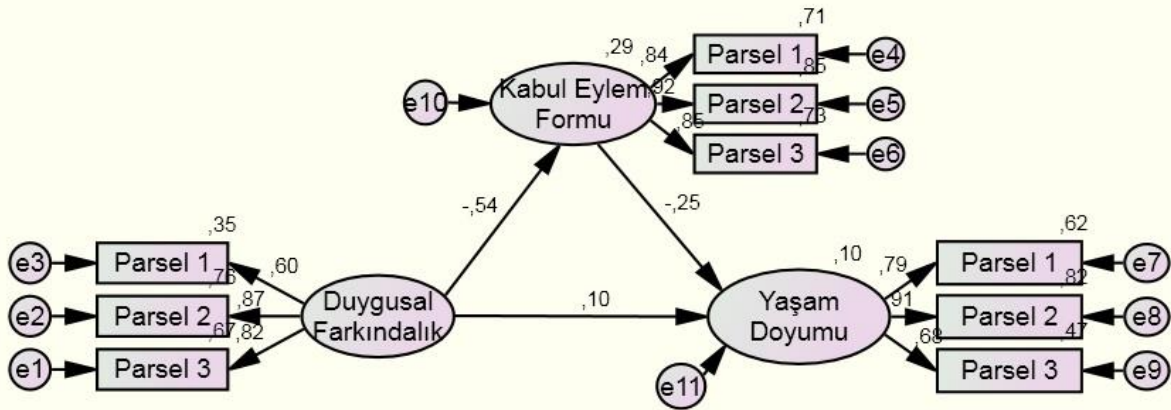 ,71
,29
,84
Parsel 1
e4
,85
e10
Kabul Eylem
Formu
,92
Parsel 2
e5
,73
,85
Parsel 3
e6
-,54
-,25
,35
e3
Parsel 1
,60
,76
e2
Parsel 2
,87
,67
,82
e1
Parsel 3
Duygusal
Farkındalık
,10
,62
,10
,79
Parsel 1
e7
,82
Yaşam
Doyumu
,91
Parsel 2
e8
,47
,68
Parsel 3
e9
e11